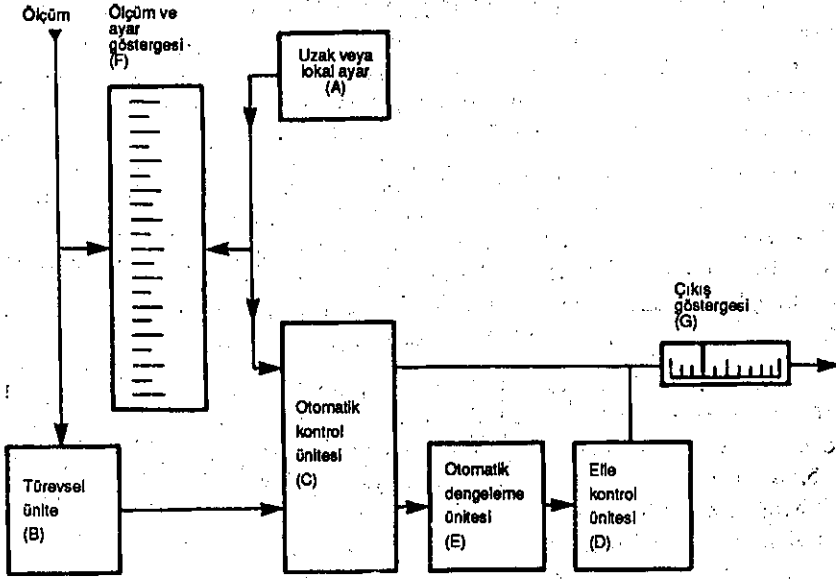 Ölçüm
Ölçüm ve
ayar
göstergesi
(F)
Uzak veya
lokal ayar
(A)
Çıkış
göstergesi
(G)
Otomatik
kontrol
ünitesi
(C)
Türevsel
ünite
(B)
Otomatik
dengeleme
ünitesi
(E)
Elle
kontrol
ünitesi
(D)